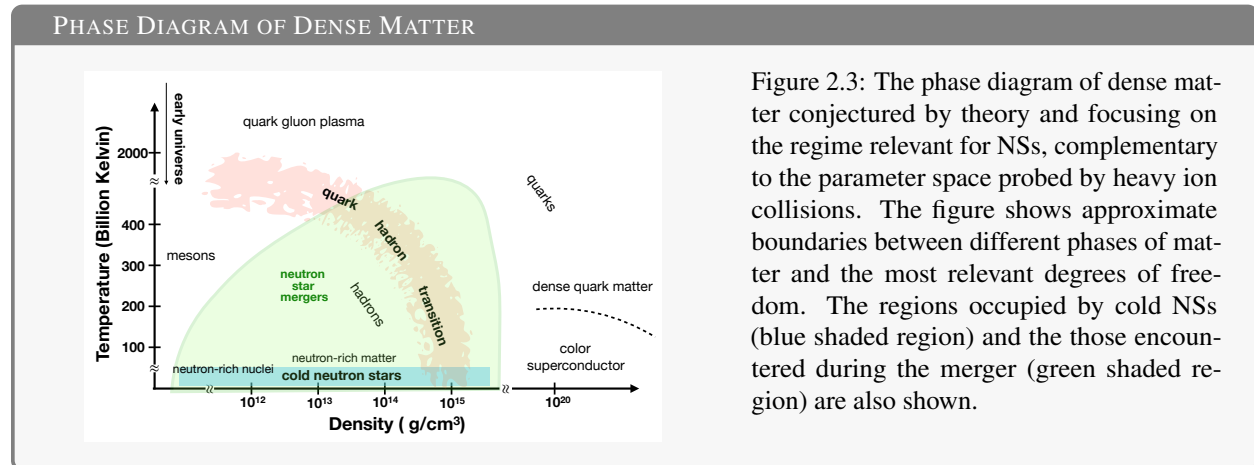 PHASE DIAGRAM OF DENSE MATTER
early universe
quark gluon plasma
2000
400
300
200
100
Temperature (Billion Kelvin)
mesons
quark
hadron
transition
quarks
neutron
star
mergers
hadrons
dense quark matter
color
superconductor
neutron-rich matter
neutron-rich nuclei
cold neutron stars
10¹²
10¹³
10¹⁴
10¹⁵
10²⁰
Density ( g/cm³)
Figure 2.3: The phase diagram of dense mat-
ter conjectured by theory and focusing on
the regime relevant for NSs, complementary
to the parameter space probed by heavy ion
collisions. The figure shows approximate
boundaries between different phases of mat-
ter and the most relevant degrees of free-
dom. The regions occupied by cold NSs
(blue shaded region) and the those encoun-
tered during the merger (green shaded re-
gion) are also shown.